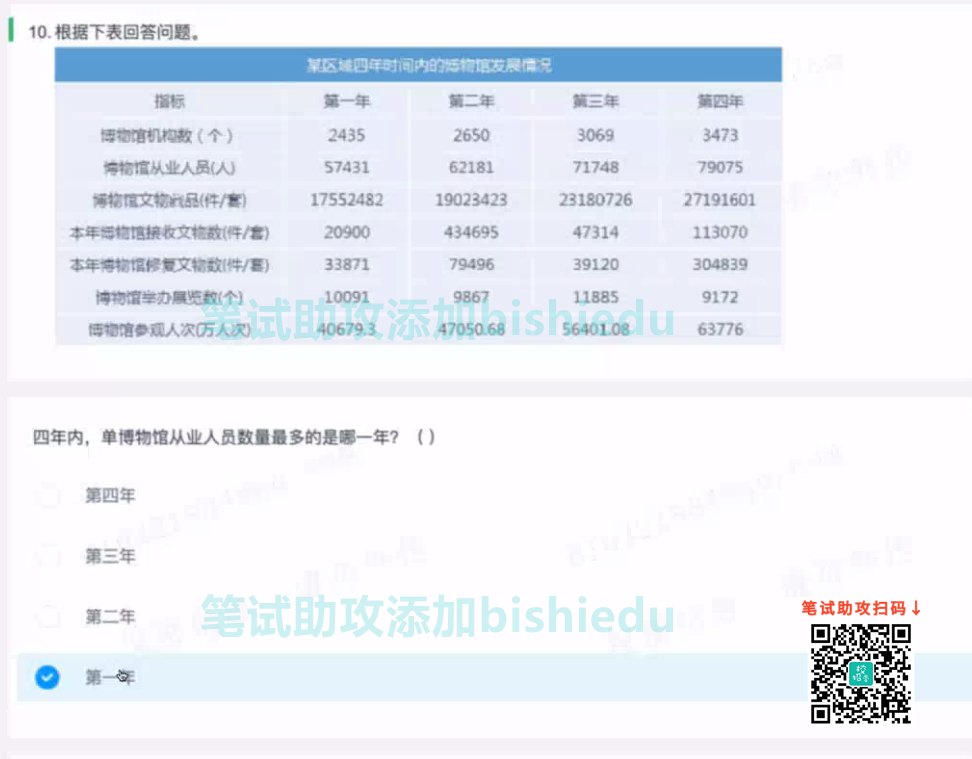 10. 根据下表回答问题。
某区域四年时间内的博物馆发展情况
指标 第一年 第二年 第三年 第四年
博物馆机构数（个） 2435 2650 3069 3473
博物馆从业人员(人) 57431 62181 71748 79075
博物馆文物藏品(件/套) 17552482 19023423 23180726 27191601
本年博物馆接收文物数(件/套) 20900 434695 47314 113070
本年博物馆修复文物数(件/套) 33871 79496 39120 304839
博物馆举办展览数(个) 10091 9867 11885 9172
博物馆参观人次(万人次) 40679.3 47050.68 56401.08 63776
笔试助攻添加bishiedu
四年内，单博物馆从业人员数量最多的是哪一年？（ ）
第四年
第三年
第二年
笔试助攻添加bishiedu
笔试助攻扫码↓
第一年